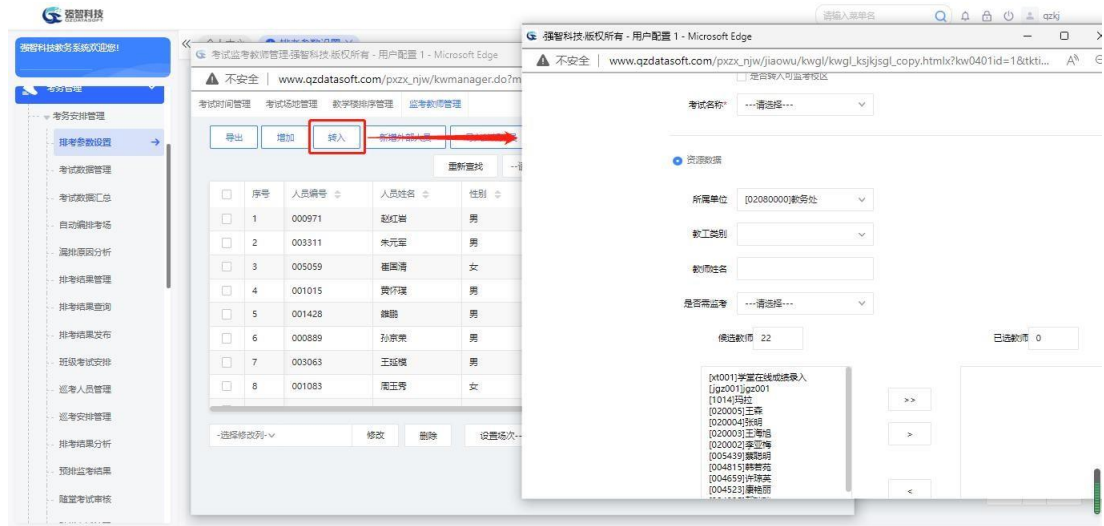 强智科技
QZDATASOFT
请输入菜单名
qzkj
强智科技教务系统欢迎您!
考务管理
考务安排管理
排考参数设置
考试数据管理
考试数据汇总
自动编排考场
漏排原因分析
排考结果管理
排考结果查询
排考结果发布
班级考试安排
巡考人员管理
巡考安排管理
排考结果分析
预排监考结果
随堂考试审核
考试监考教师管理-强智科技-版权所有 - 用户配置 1 - Microsoft Edge
不安全 | www.qzdatasoft.com/pxzx_njw/kwmanager.do?m
考试时间管理 考试场地管理 教学楼排序管理 监考教师管理
导出 增加 转入 新增外部人员
重新查找
序号 人员编号 人员姓名 性别
1 000971 赵红岩 男
2 003311 朱元军 男
3 005059 崔国清 女
4 001015 黄怀瑾 男
5 001428 男
6 000889 孙京荣 男
7 003063 王延模 男
8 001083 周玉秀 女
-选择修改列- 修改 删除 设置场次--
-强智科技-版权所有 - 用户配置 1 - Microsoft Edge
不安全 | www.qzdatasoft.com/pxzx_njw/jiaowu/kwgl/kwgl_ksjkjsgl_copy.htmlx?kw0401id=1&tkti...
是否转入可监考校区
考试名称* ---请选择---
资源数据
所属单位 [02080000]教务处
教工类别
教师姓名
是否需监考 ---请选择---
候选教师 22 已选教师 0
[xt001]学堂在线成绩录入
[jgz001]jgz001
[1014]玛拉
[020005]王森
[020004]张明
[020003]王海旭
[020002]李亚梅
[005439]蔡聪明
[004815]韩若苑
[004659]许琼英
[004523]康艳丽
>>
>
<